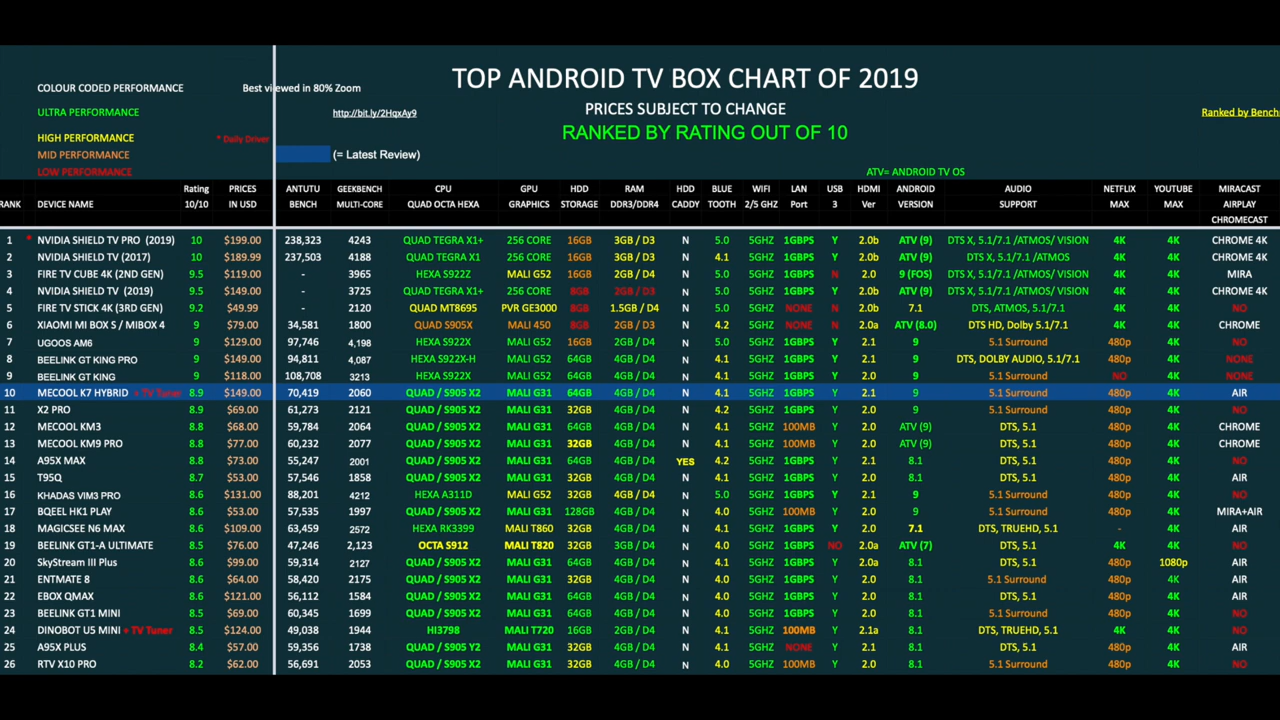 TOP ANDROID TV BOX CHART OF 2019
COLOUR CODED PERFORMANCE Best viewed in 80% Zoom
PRICES SUBJECT TO CHANGE
ULTRA PERFORMANCE http://bit.ly/2HqxAy9 Ranked by Bench
RANKED BY RATING OUT OF 10
HIGH PERFORMANCE * Daily Driver
MID PERFORMANCE (= Latest Review)
LOW PERFORMANCE ATV= ANDROID TV OS
Rating PRICES ANTUTU GEEKBENCH CPU GPU HDD RAM HDD BLUE WIFI LAN USB HDMI ANDROID AUDIO NETFLIX YOUTUBE MIRACAST
RANK DEVICE NAME 10/10 IN USD BENCH MULTI-CORE QUAD OCTA HEXA GRAPHICS STORAGE DDR3/DDR4 CADDY TOOTH 2/5 GHZ Port 3 Ver VERSION SUPPORT MAX MAX AIRPLAY
CHROMECAST
1 * NVIDIA SHIELD TV PRO (2019) 10 $199.00 238,323 4243 QUAD TEGRA X1+ 256 CORE 16GB 3GB / D3 N 5.0 5GHZ 1GBPS Y 2.0b ATV (9) DTS X, 5.1/7.1 /ATMOS/ VISION 4K 4K CHROME 4K
2 NVIDIA SHIELD TV (2017) 10 $189.99 237,503 4188 QUAD TEGRA X1 256 CORE 16GB 3GB / D3 N 4.1 5GHZ 1GBPS Y 2.0b ATV (9) DTS X, 5.1/7.1 /ATMOS 4K 4K CHROME 4K
3 FIRE TV CUBE 4K (2ND GEN) 9.5 $119.00 - 3965 HEXA S922Z MALI G52 16GB 2GB / D4 N 5.0 5GHZ 1GBPS N 2.0 9 (FOS) DTS X, 5.1/7.1 /ATMOS/ VISION 4K 4K MIRA
4 NVIDIA SHIELD TV (2019) 9.5 $149.00 - 3725 QUAD TEGRA X1+ 256 CORE 8GB 2GB / D3 N 5.0 5GHZ 1GBPS N 2.0b ATV (9) DTS X, 5.1/7.1 /ATMOS/ VISION 4K 4K CHROME 4K
5 FIRE TV STICK 4K (3RD GEN) 9.2 $49.99 - 2120 QUAD MT8695 PVR GE3000 8GB 1.5GB / D4 N 5.0 5GHZ NONE N 2.0b 7.1 DTS, ATMOS, 5.1/7.1 4K 4K NO
6 XIAOMI MI BOX S / MIBOX 4 9 $79.00 34,581 1800 QUAD S905X MALI 450 8GB 2GB / D3 N 4.2 5GHZ NONE N 2.0a ATV (8.0) DTS HD, Dolby 5.1/7.1 4K 4K CHROME
7 UGOOS AM6 9 $129.00 97,746 4,198 HEXA S922X MALI G52 16GB 2GB / D4 N 5.0 5GHZ 1GBPS Y 2.1 9 5.1 Surround 480p 4K NO
8 BEELINK GT KING PRO 9 $149.00 94,811 4,087 HEXA S922X-H MALI G52 64GB 4GB / D4 N 4.1 5GHZ 1GBPS Y 2.1 9 DTS, DOLBY AUDIO, 5.1/7.1 480p 4K NONE
9 BEELINK GT KING 9 $118.00 108,708 3213 HEXA S922X MALI G52 64GB 4GB / D4 N 4.1 5GHZ 1GBPS Y 2.1 9 5.1 Surround NO 4K NONE
10 MECOOL K7 HYBRID + TV Tuner 8.9 $149.00 70,419 2060 QUAD / S905 X2 MALI G31 64GB 4GB / D4 N 4.1 5GHZ 1GBPS Y 2.1 9 5.1 Surround 480p 4K AIR
11 X2 PRO 8.9 $69.00 61,273 2121 QUAD / S905 X2 MALI G31 32GB 4GB / D4 N 4.2 5GHZ 1GBPS Y 2.0 9 5.1 Surround 480p 4K NO
12 MECOOL KM3 8.8 $68.00 59,784 2064 QUAD / S905 X2 MALI G31 64GB 4GB / D4 N 4.2 5GHZ 100MB Y 2.0 ATV (9) DTS, 5.1 480p 4K CHROME
13 MECOOL KM9 PRO 8.8 $77.00 60,232 2077 QUAD / S905 X2 MALI G31 32GB 4GB / D4 N 4.1 5GHZ 100MB Y 2.0 ATV (9) DTS, 5.1 480p 4K CHROME
14 A95X MAX 8.8 $73.00 55,247 2001 QUAD / S905 X2 MALI G31 64GB 4GB / D4 YES 4.2 5GHZ 1GBPS Y 2.1 8.1 DTS, 5.1 480p 4K NO
15 T95Q 8.7 $53.00 57,546 1858 QUAD / S905 X2 MALI G31 64GB 4GB / D4 N 4.1 5GHZ 1GBPS Y 2.1 8.1 DTS, 5.1 480p 4K AIR
16 KHADAS VIM3 PRO 8.6 $131.00 88,201 4212 HEXA A311D MALI G52 32GB 4GB / D4 N 5.0 5GHZ 1GBPS Y 2.1 9 5.1 Surround 480p 4K NO
17 BQEEL HK1 PLAY 8.6 $53.00 57,535 1997 QUAD / S905 X2 MALI G31 128GB 4GB / D4 N 4.0 5GHZ 100MB Y 2.0 9 5.1 Surround 480p 4K MIRA+AIR
18 MAGICSEE N6 MAX 8.6 $109.00 63,459 2572 HEXA RK3399 MALI T860 32GB 4GB / D4 N 4.1 5GHZ 1GBPS Y 2.0 7.1 DTS, TRUEHD, 5.1 - 4K AIR
19 BEELINK GT1-A ULTIMATE 8.5 $76.00 47,246 2,123 OCTA S912 MALI T820 32GB 3GB / D4 N 4.0 5GHZ 1GBPS NO 2.0a ATV (7) DTS, 5.1 4K 4K NO
20 SkyStream III Plus 8.6 $99.00 59,314 2127 QUAD / S905 X2 MALI G31 32GB 4GB / D4 N 4.1 5GHZ 1GBPS Y 2.0a 8.1 DTS, 5.1 480p 1080p AIR
21 ENTMATE 8 8.6 $64.00 58,420 2175 QUAD / S905 X2 MALI G31 32GB 4GB / D4 N 4.0 5GHZ 1GBPS Y 2.0 8.1 5.1 Surround 480p 4K AIR
22 EBOX QMAX 8.6 $121.00 56,112 1584 QUAD / S905 X2 MALI G31 64GB 4GB / D4 N 4.0 5GHZ 1GBPS Y 2.0 8.1 DTS, 5.1 480p 4K AIR
23 BEELINK GT1 MINI 8.5 $69.00 60,345 1699 QUAD / S905 X2 MALI G31 32GB 4GB / D4 N 4.0 5GHZ 1GBPS Y 2.0 8.1 5.1 Surround 480p 4K NO
24 DINOBOT U5 MINI + TV Tuner 8.5 $124.00 49,038 1944 HI3798 MALI T720 16GB 2GB / D4 N 4.1 5GHZ 100MB Y 2.1a 8.1 DTS, TRUEHD, 5.1 4K 4K NO
25 A95X PLUS 8.4 $57.00 59,356 1738 QUAD / S905 Y2 MALI G31 32GB 4GB / D4 N 4.1 5GHZ NONE Y 2.1 8.1 DTS, 5.1 480p 4K AIR
26 RTV X10 PRO 8.2 $62.00 56,691 2053 QUAD / S905 X2 MALI G31 32GB 4GB / D4 N 4.0 5GHZ 100MB Y 2.0 8.1 5.1 Surround 480p 4K NO